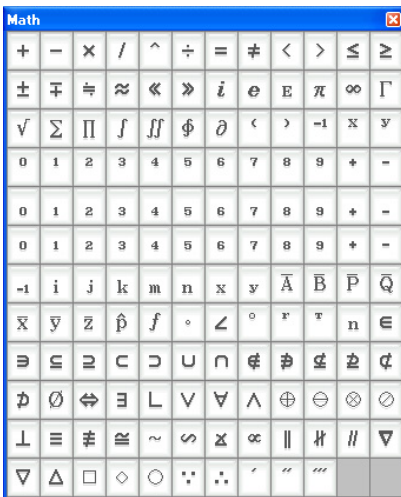 Math
+ − × / ^ ÷ = ≠ < > ≤ ≥
± ∓ ≒ ≈ « » i e E π ∞ Γ
√ ∑ ∏ ∫ ∬ ∮ ∂ ‹ › −1 x y
0 1 2 3 4 5 6 7 8 9 + −
0 1 2 3 4 5 6 7 8 9 + −
0 1 2 3 4 5 6 7 8 9 + −
-1 i j k m n x y A̅ B̅ P̅ Q̅
x̅ y̅ z̅ p̂ f ∘ ∠ ° r T n ∈
∋ ⊆ ⊇ ⊂ ⊃ ∪ ∩ ∉ ∌ ⊈ ⊉ ⊄
⊅ ∅ ⇔ ∃ ∟ ∨ ∀ ∧ ⊕ ⊖ ⊗ ⊘
⊥ ≡ ≢ ≅ ~ ∽ ∝ ∥ ∦ // ∇
∇ ∆ □ ◇ ○ ∵ ∴ ′ ″ ‴